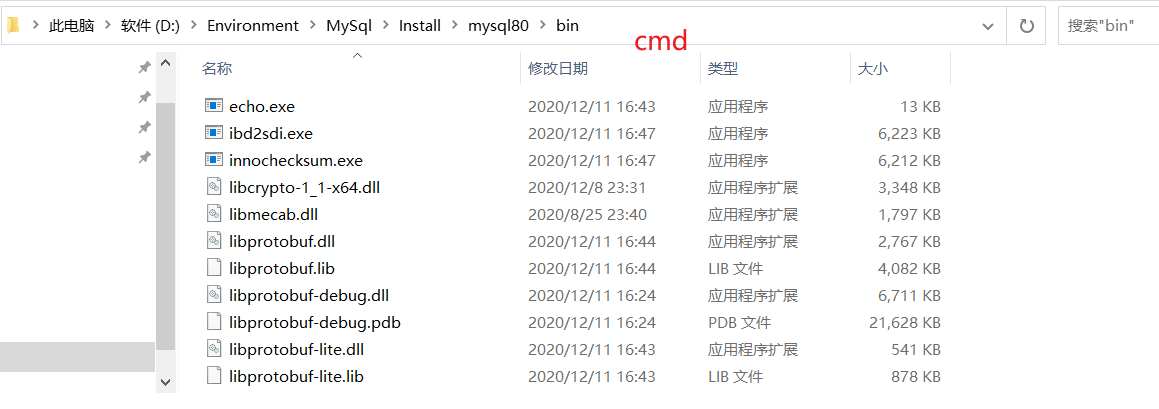 此电脑 > 软件 (D:) > Environment > MySql > Install > mysql80 > bin
搜索"bin"
cmd
名称 修改日期 类型 大小
echo.exe 2020/12/11 16:43 应用程序 13 KB
ibd2sdi.exe 2020/12/11 16:47 应用程序 6,223 KB
innochecksum.exe 2020/12/11 16:47 应用程序 6,212 KB
libcrypto-1_1-x64.dll 2020/12/8 23:31 应用程序扩展 3,348 KB
libmecab.dll 2020/8/25 23:40 应用程序扩展 1,797 KB
libprotobuf.dll 2020/12/11 16:44 应用程序扩展 2,767 KB
libprotobuf.lib 2020/12/11 16:44 LIB 文件 4,082 KB
libprotobuf-debug.dll 2020/12/11 16:24 应用程序扩展 6,711 KB
libprotobuf-debug.pdb 2020/12/11 16:24 PDB 文件 21,628 KB
libprotobuf-lite.dll 2020/12/11 16:43 应用程序扩展 541 KB
libprotobuf-lite.lib 2020/12/11 16:43 LIB 文件 878 KB